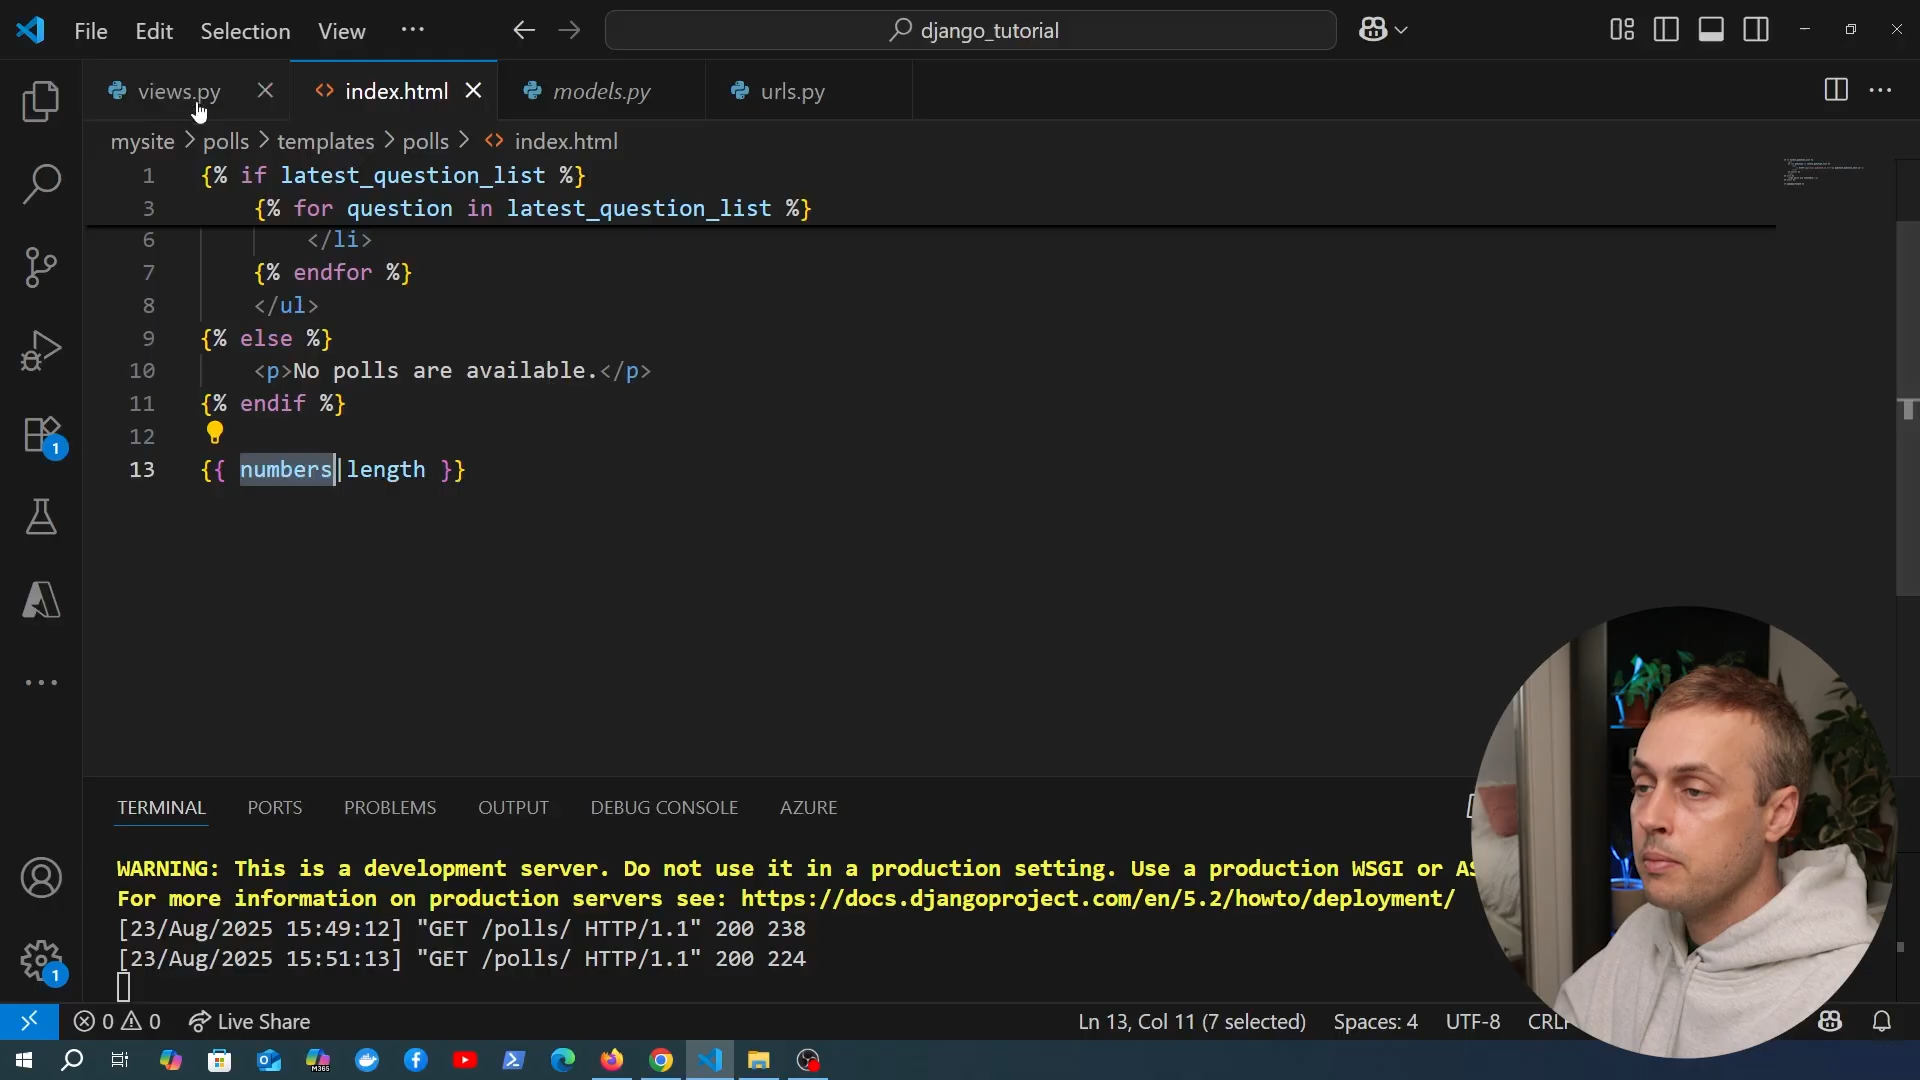 File Edit Selection View ··· django_tutorial
views.py index.html models.py urls.py
mysite > polls > templates > polls > <> index.html
1 {% if latest_question_list %}
3 {% for question in latest_question_list %}
6 </li>
7 {% endfor %}
8 </ul>
9 {% else %}
10 <p>No polls are available.</p>
11 {% endif %}
12
13 {{ numbers|length }}
1
TERMINAL PORTS PROBLEMS OUTPUT DEBUG CONSOLE AZURE
WARNING: This is a development server. Do not use it in a production setting. Use a production WSGI or
For more information on production servers see: https://docs.djangoproject.com/en/5.2/howto/deployment/
[23/Aug/2025 15:49:12] "GET /polls/ HTTP/1.1" 200 238
[23/Aug/2025 15:51:13] "GET /polls/ HTTP/1.1" 200 224
1
0 0 Live Share Ln 13, Col 11 (7 selected) Spaces: 4 UTF-8
M365